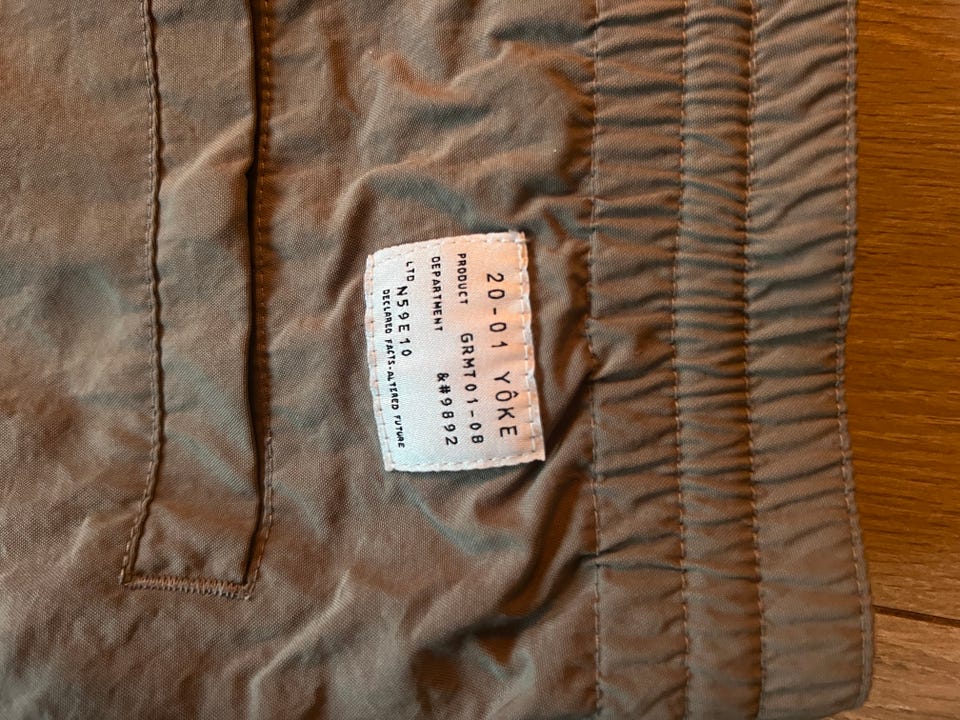 20-01 YÔKE
PRODUCT GRMT01-08
DEPARTMENT &#9892
LTD N59E10
DECLARED FACTS-ALTERED FUTURE